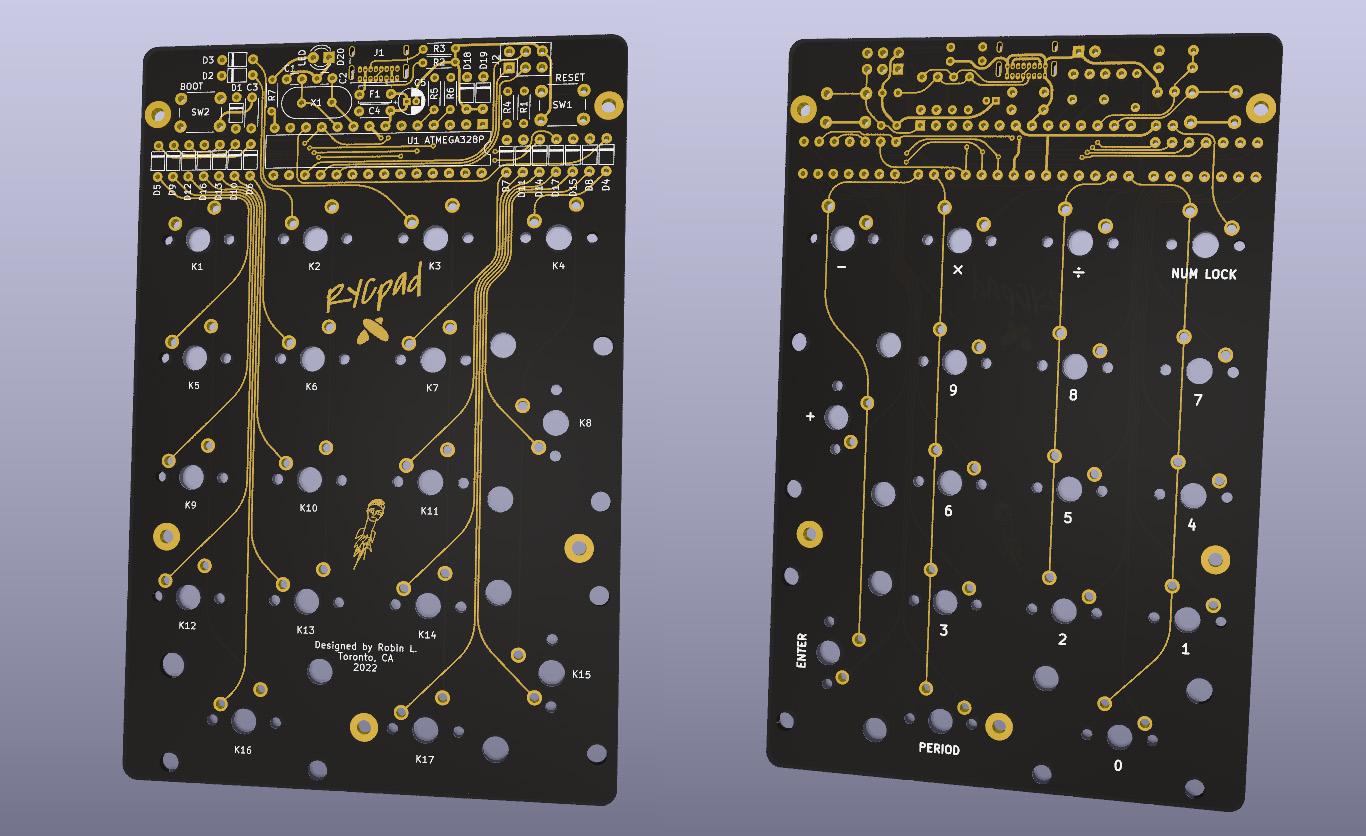 LED
D20
J1
R3
D18
D19
J2
D3
R2
D2
C1
C2
RESET
BOOT
D1
C3
R7
X1
F1
C5
R5
R6
R4
R1
SW1
SW2
C4
U1 ATMEGA328P
D5
D9
D12
D16
D13
D10
D6
R7
D11
D14
D17
D15
D8
D4
K1
K2
K3
K4
RYCpad
K5
K6
K7
K8
K9
K10
K11
K12
K13
K14
Designed by Robin L.
Toronto, CA
2022
K15
K16
K17
−
×
÷
NUM LOCK
9
8
7
+
6
5
4
3
2
1
ENTER
PERIOD
0